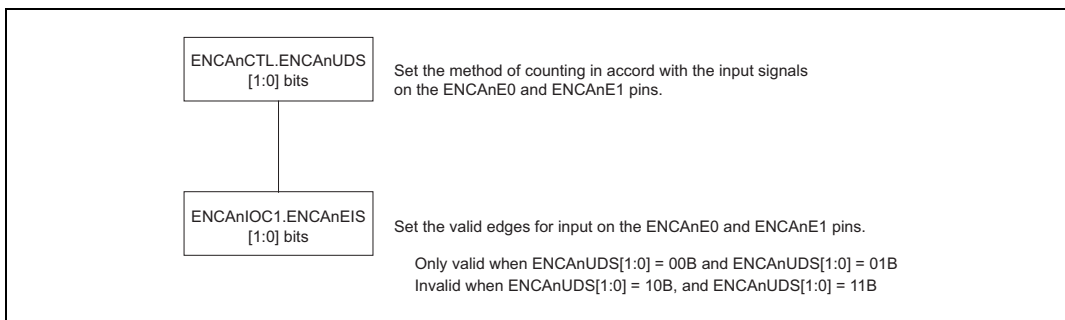 ENCAnCTL.ENCAnUDS
[1:0] bits
Set the method of counting in accord with the input signals
on the ENCAnE0 and ENCAnE1 pins.
ENCAnIOC1.ENCAnEIS
[1:0] bits
Set the valid edges for input on the ENCAnE0 and ENCAnE1 pins.
Only valid when ENCAnUDS[1:0] = 00B and ENCAnUDS[1:0] = 01B
Invalid when ENCAnUDS[1:0] = 10B, and ENCAnUDS[1:0] = 11B